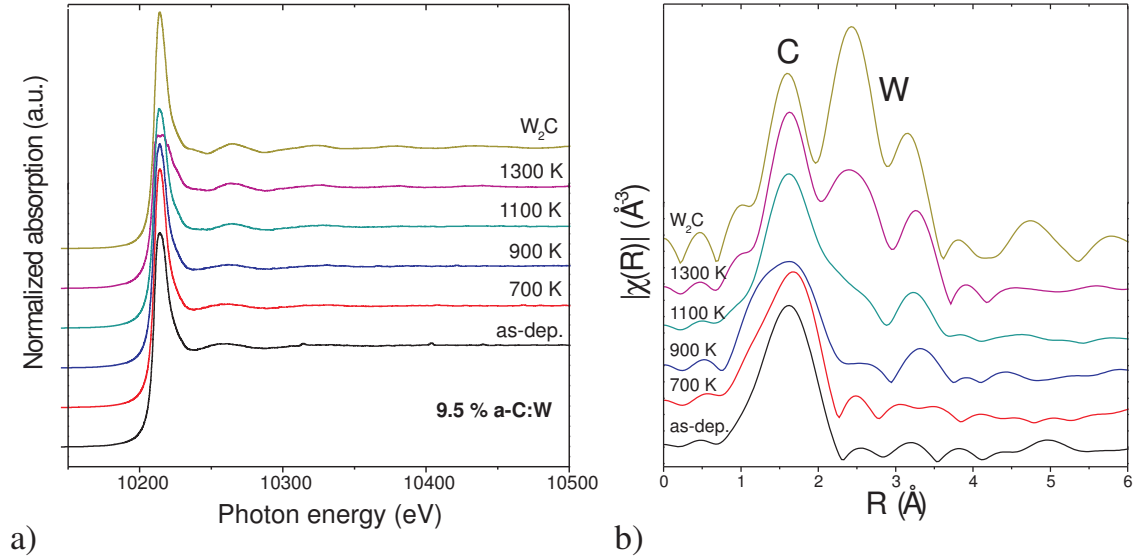 Normalized absorption (a.u.)
W₂C
1300 K
1100 K
900 K
700 K
as-dep.
9.5 % a-C:W
10200
10300
10400
10500
Photon energy (eV)
a)
|χ(R)| (Å⁻³)
C
W
W₂C
1300 K
1100 K
900 K
700 K
as-dep.
0
1
2
3
4
5
6
R (Å)
b)